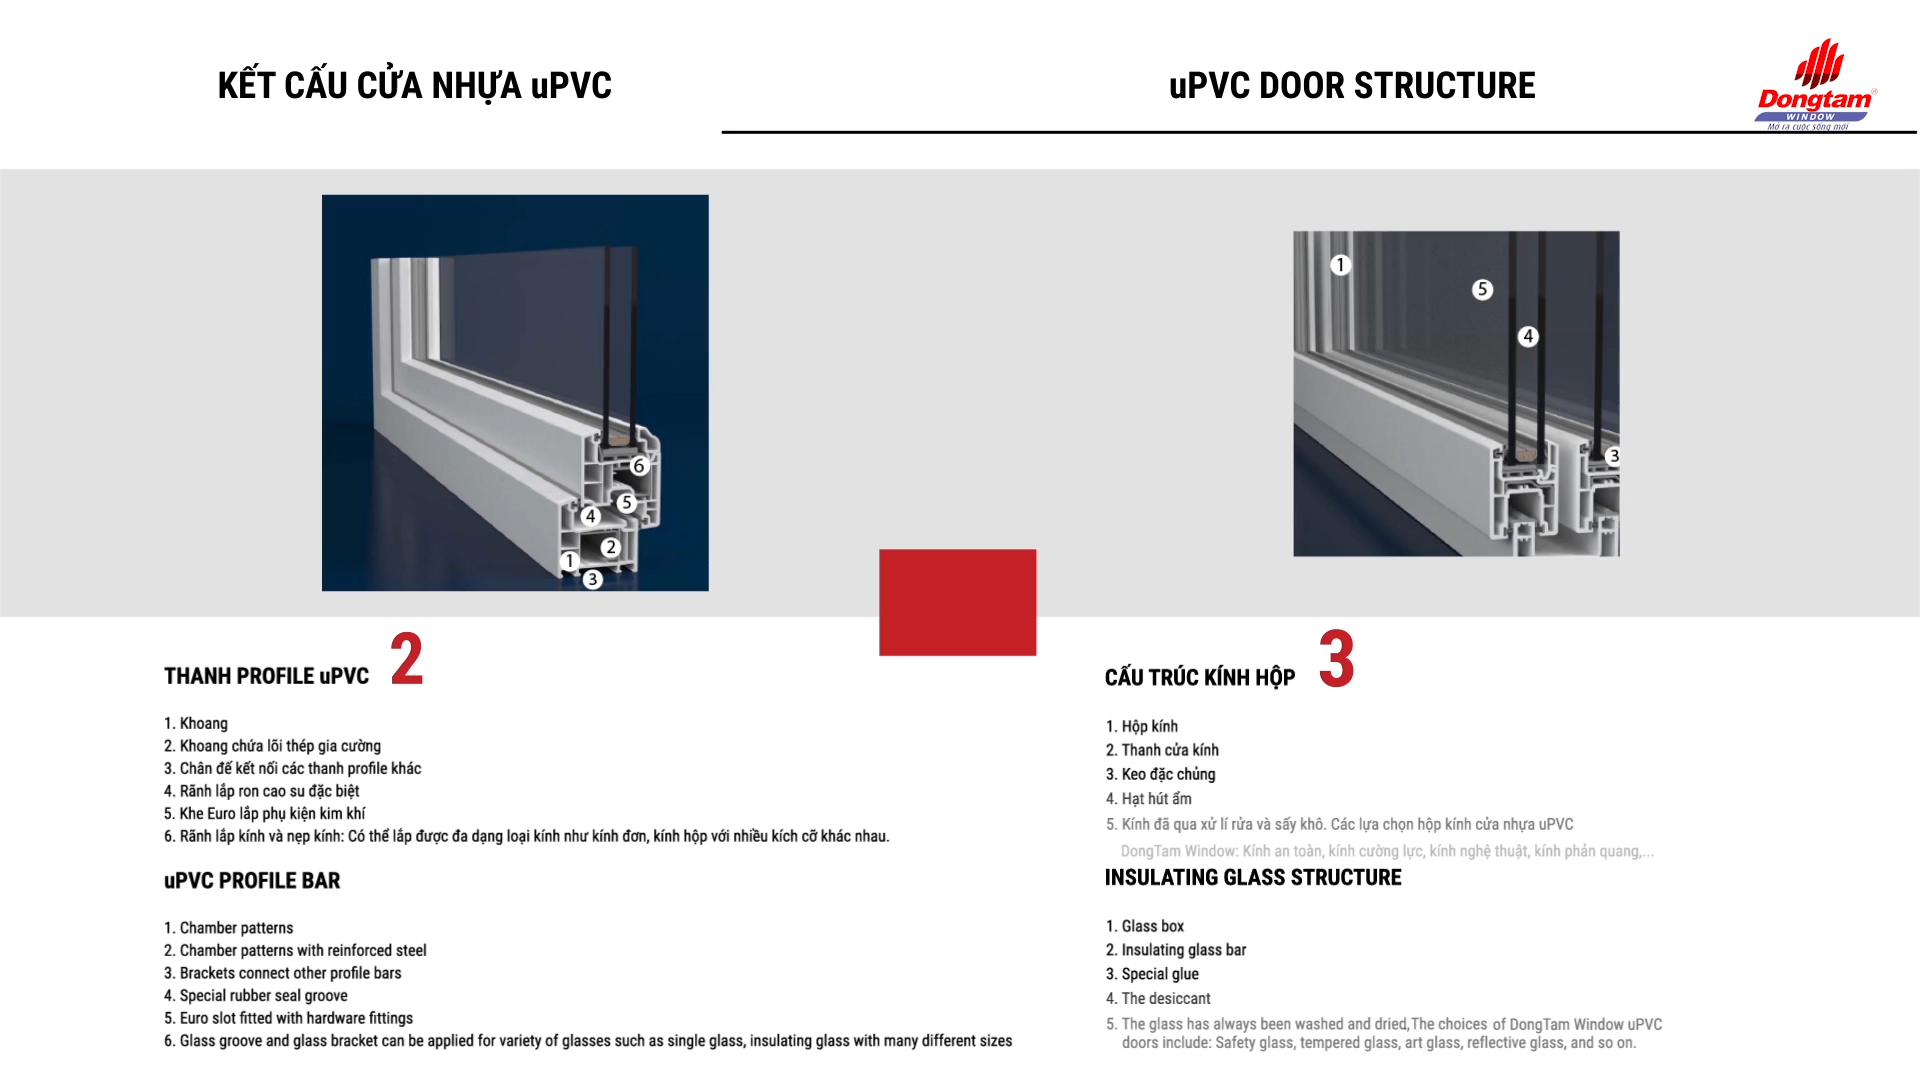 KẾT CẤU CỬA NHỰA uPVC
uPVC DOOR STRUCTURE
Dongtam®
WINDOW
Mở ra cuộc sống mới
6
5
4
2
1
3
1
5
4
3
THANH PROFILE uPVC 2
1. Khoang
2. Khoang chứa lõi thép gia cường
3. Chân đế kết nối các thanh profile khác
4. Rãnh lắp ron cao su đặc biệt
5. Khe Euro lắp phụ kiện kim khí
6. Rãnh lắp kính và nẹp kính: Có thể lắp được đa dạng loại kính như kính đơn, kính hộp với nhiều kích cỡ khác nhau.
uPVC PROFILE BAR
1. Chamber patterns
2. Chamber patterns with reinforced steel
3. Brackets connect other profile bars
4. Special rubber seal groove
5. Euro slot fitted with hardware fittings
6. Glass groove and glass bracket can be applied for variety of glasses such as single glass, insulating glass with many different sizes
CẤU TRÚC KÍNH HỘP 3
1. Hộp kính
2. Thanh cửa kính
3. Keo đặc chủng
4. Hạt hút ẩm
5. Kính đã qua xử lí rửa và sấy khô. Các lựa chọn hộp kính cửa nhựa uPVC
DongTam Window: Kính an toàn, kính cường lực, kính nghệ thuật, kính phản quang,...
INSULATING GLASS STRUCTURE
1. Glass box
2. Insulating glass bar
3. Special glue
4. The desiccant
5. The glass has always been washed and dried,The choices of DongTam Window uPVC
doors include: Safety glass, tempered glass, art glass, reflective glass, and so on.